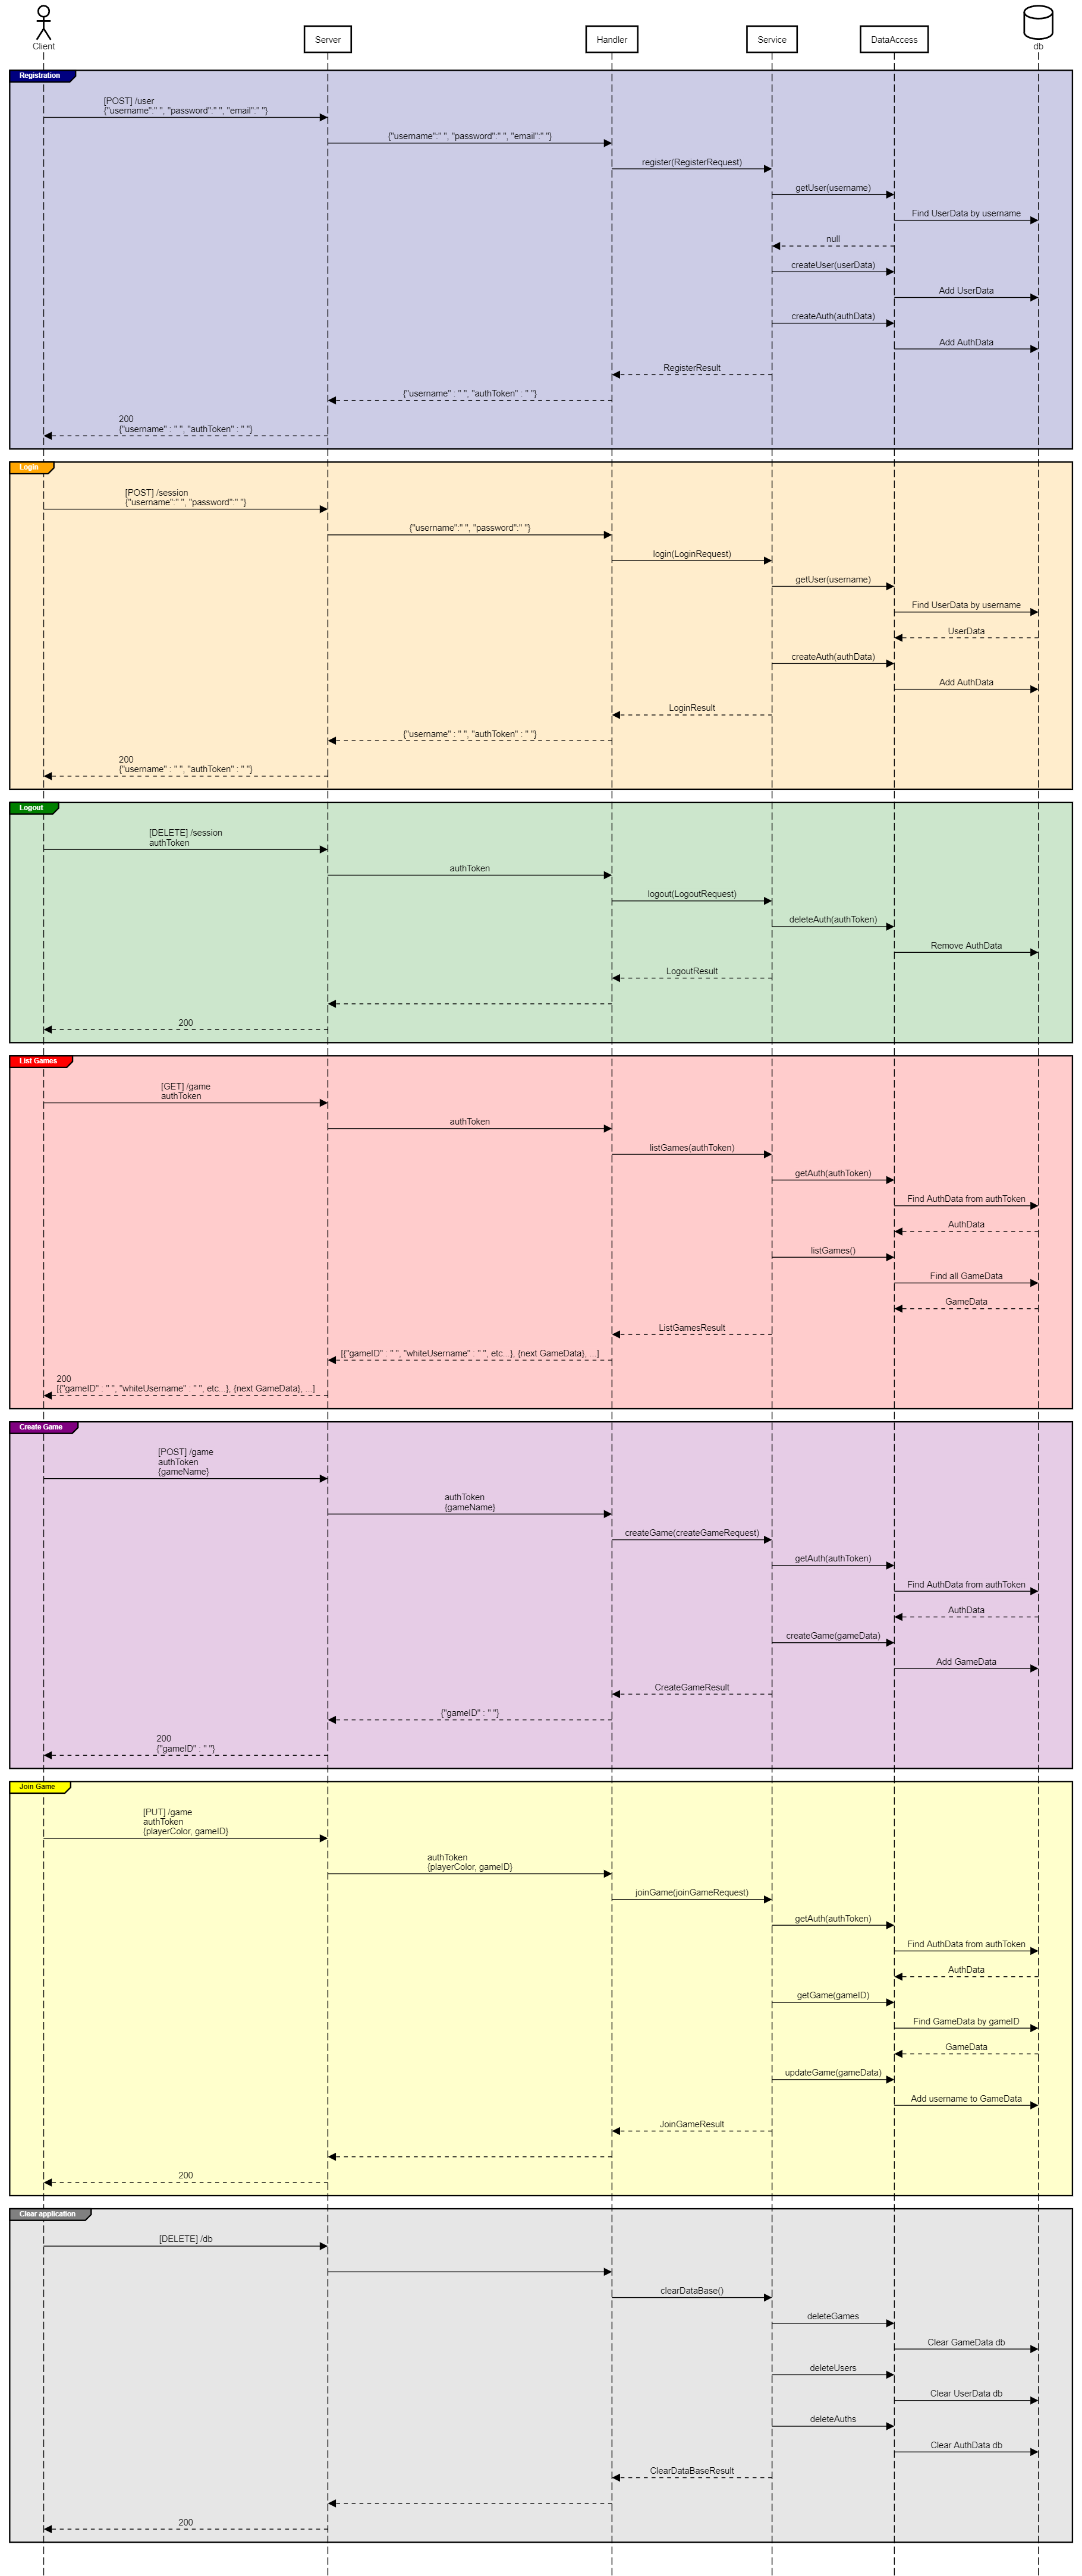 Client
Server
Handler
Service
DataAccess
db
Registration
[POST] /user
{"username":" ", "password":" ", "email":" "}
{"username":" ", "password":" ", "email":" "}
register(RegisterRequest)
getUser(username)
Find UserData by username
null
createUser(userData)
Add UserData
createAuth(authData)
Add AuthData
RegisterResult
{"username" : " ", "authToken" : " "}
200
{"username" : " ", "authToken" : " "}
Login
[POST] /session
{"username":" ", "password":" "}
{"username":" ", "password":" "}
login(LoginRequest)
getUser(username)
Find UserData by username
UserData
createAuth(authData)
Add AuthData
LoginResult
{"username" : " ", "authToken" : " "}
200
{"username" : " ", "authToken" : " "}
Logout
[DELETE] /session
authToken
authToken
logout(LogoutRequest)
deleteAuth(authToken)
Remove AuthData
LogoutResult
200
List Games
[GET] /game
authToken
authToken
listGames(authToken)
getAuth(authToken)
Find AuthData from authToken
AuthData
listGames()
Find all GameData
GameData
ListGamesResult
[{"gameID" : " ", "whiteUsername" : " ", etc...}, {next GameData}, ...]
200
[{"gameID" : " ", "whiteUsername" : " ", etc...}, {next GameData}, ...]
Create Game
[POST] /game
authToken
{gameName}
authToken
{gameName}
createGame(createGameRequest)
getAuth(authToken)
Find AuthData from authToken
AuthData
createGame(gameData)
Add GameData
CreateGameResult
{"gameID" : " "}
200
{"gameID" : " "}
Join Game
[PUT] /game
authToken
{playerColor, gameID}
authToken
{playerColor, gameID}
joinGame(joinGameRequest)
getAuth(authToken)
Find AuthData from authToken
AuthData
getGame(gameID)
Find GameData by gameID
GameData
updateGame(gameData)
Add username to GameData
JoinGameResult
200
Clear application
[DELETE] /db
clearDataBase()
deleteGames
Clear GameData db
deleteUsers
Clear UserData db
deleteAuths
Clear AuthData db
ClearDataBaseResult
200